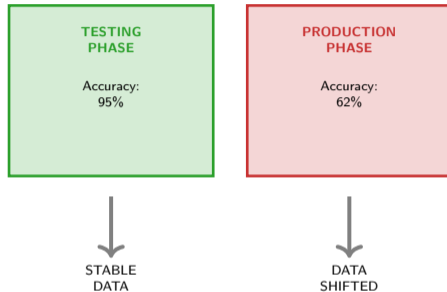 TESTING
PHASE
Accuracy:
95%
STABLE
DATA
PRODUCTION
PHASE
Accuracy:
62%
DATA
SHIFTED